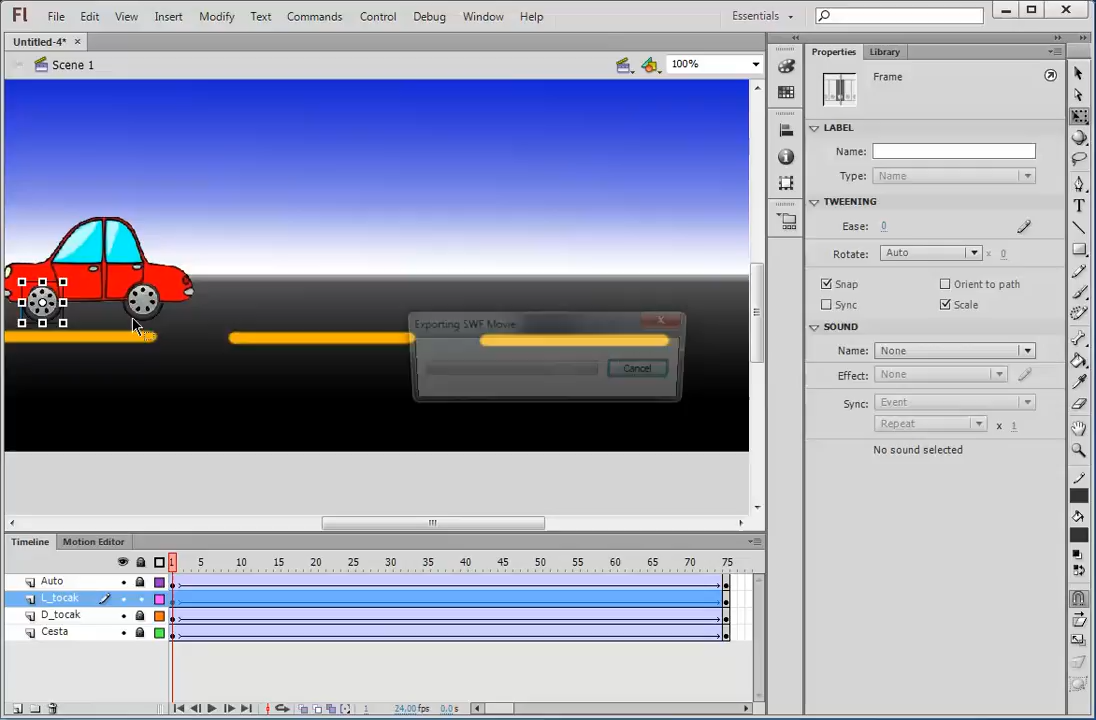 Fl File Edit View Insert Modify Text Commands Control Debug Window Help Essentials
Untitled-4*
Scene 1
100%
Properties Library
Frame
LABEL
Name:
Type: Name
TWEENING
Ease: 0
Rotate: Auto x 0
Snap Orient to path
Sync Scale
SOUND
Name: None
Effect: None
Sync: Event
Repeat x 1
No sound selected
Exporting SWF Movie
Cancel
Timeline Motion Editor
1 5 10 15 20 25 30 35 40 45 50 55 60 65 70 75
Auto
L_tocak
D_tocak
Cesta
1 24.00 fps 0.0 s